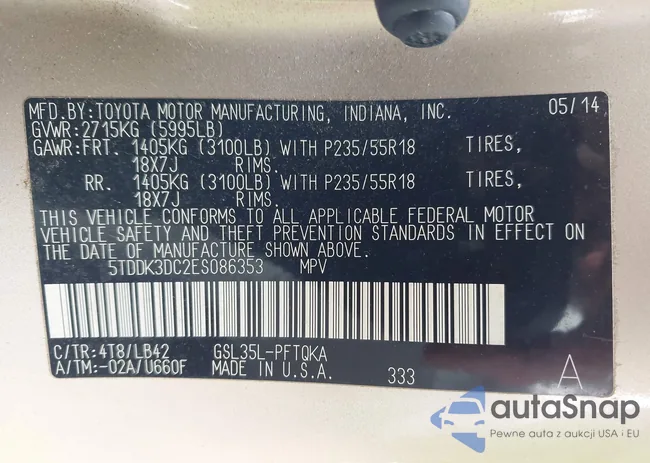 MFD.BY:TOYOTA MOTOR MANUFACTURING, INDIANA, INC. 05/14
GVWR:2715KG (5995LB)
GAWR:FRT. 1405KG (3100LB) WITH P235/55R18 TIRES,
18X7J RIMS.
RR. 1405KG (3100LB) WITH P235/55R18 TIRES,
18X7J RIMS.
THIS VEHICLE CONFORMS TO ALL APPLICABLE FEDERAL MOTOR
VEHICLE SAFETY AND THEFT PREVENTION STANDARDS IN EFFECT ON
THE DATE OF MANUFACTURE SHOWN ABOVE.
5TDDK3DC2ES086353 MPV
C/TR:4T8/LB42 GSL35L-PFTQKA
A/TM:-02A/U660F MADE IN U.S.A. 333 A
autaSnap
Pewne auta z aukcji USA i EU